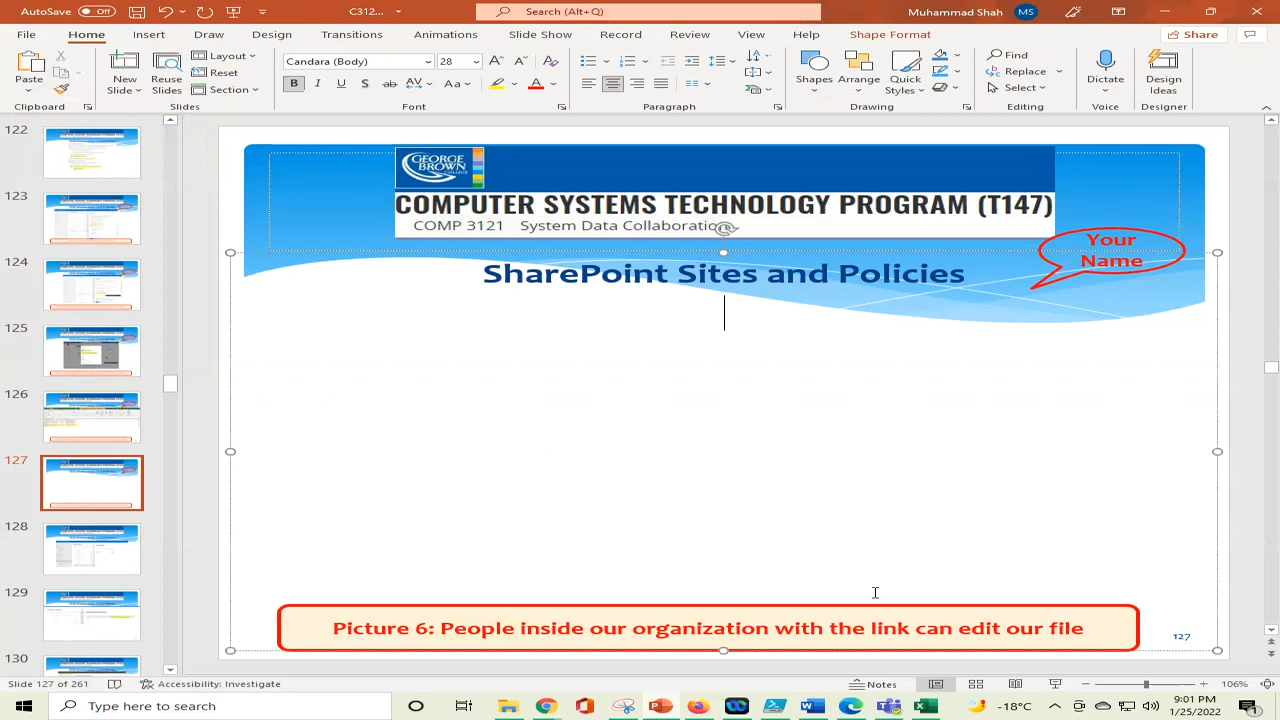 AutoSave Off C312... Search (Alt+Q) Muhammad Shah MS
File Home Insert Draw Design Transitions Animations Slide Show Record Review View Help Shape Format Share
Paste New Slide Reuse Slides Layout Reset Section Candara (Body) 28 Shapes Arrange Quick Styles Find Replace Select Dictate Design Ideas
B I U S ab AV Aa A
Clipboard Slides Font Paragraph Drawing Editing Voice Designer
122
123
124
125
126
127
128
129
130
GEORGE BROWN COLLEGE
COMPUTER SYSTEMS TECHNOLOGY PROGRAM (T147)
COMP 3121 System Data Collaboration
Your
Name
SharePoint Sites and Policies
Picture 6: People inside our organization with the link can edit our file
127
Slide 127 of 261 Accessibility: Investigate Notes 106%
Type here to search -18°C 9:01 PM
1/25/2022